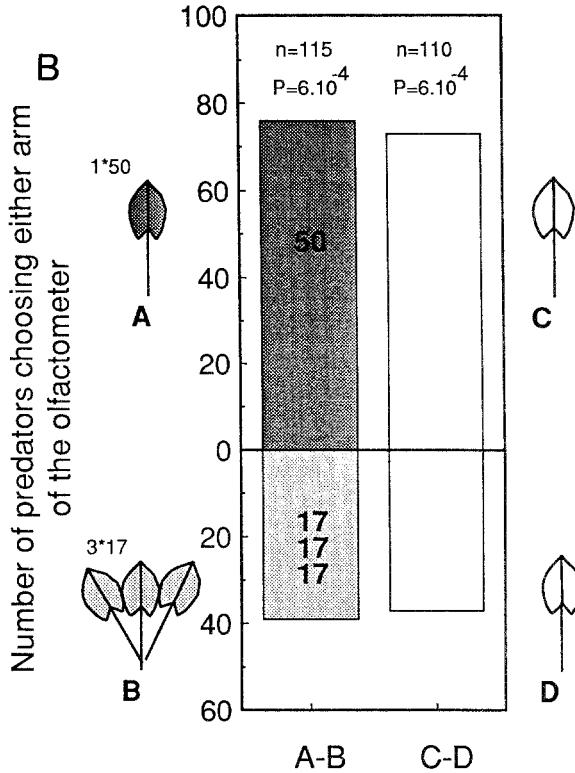 B
Number of predators choosing either arm
of the olfactometer
100
80
60
40
20
0
20
40
60
n=115
P=6.10-4
n=110
P=6.10-4
1*50
A
50
C
3*17
B
17
17
17
D
A-B
C-D